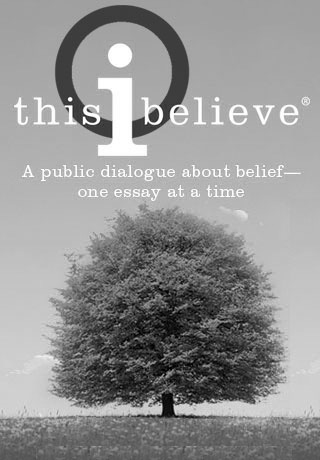 this i believe®
A public dialogue about belief—
one essay at a time